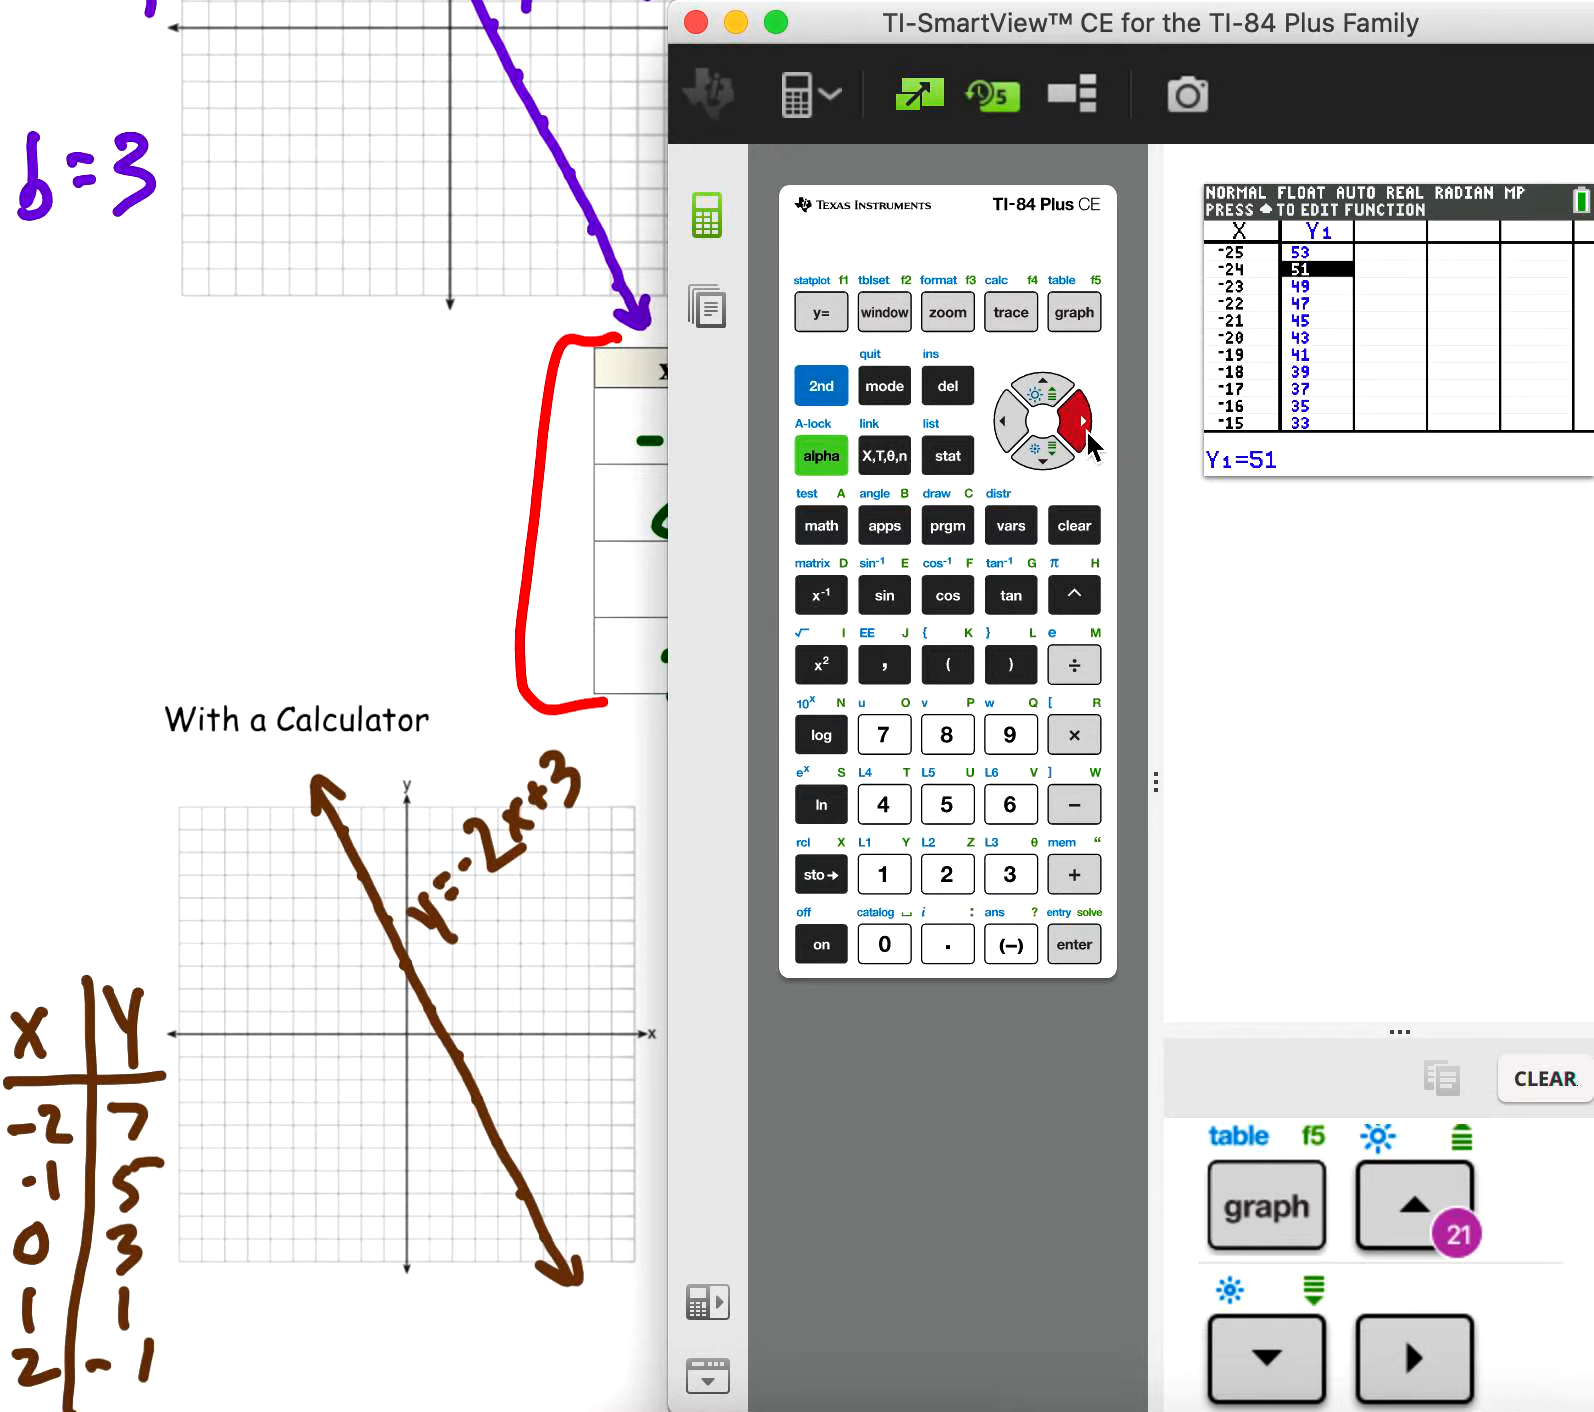 TI-SmartView™ CE for the TI-84 Plus Family
5
b=3
TEXAS INSTRUMENTS TI-84 Plus CE
statplot f1 tblset f2 format f3 calc f4 table f5
y= window zoom trace graph
quit ins
2nd mode del
A-lock link list
alpha X,T,θ,n stat
test A angle B draw C distr
math apps prgm vars clear
matrix D sin⁻¹ E cos⁻¹ F tan⁻¹ G π H
x⁻¹ sin cos tan ^
√ I EE J { K } L e M
x² , ( ) ÷
10ˣ N u O v P w Q [ R
log 7 8 9 ×
eˣ S L4 T L5 U L6 V ] W
ln 4 5 6 −
rcl X L1 Y L2 Z L3 θ mem “
sto→ 1 2 3 +
off catalog ⎵ i : ans ? entry solve
on 0 . (–) enter
NORMAL FLOAT AUTO REAL RADIAN MP
PRESS TO EDIT FUNCTION
X Y₁
-25 53
-24 51
-23 49
-22 47
-21 45
-20 43
-19 41
-18 39
-17 37
-16 35
-15 33
Y₁=51
With a Calculator
y
y=-2x+3
x
X Y
-2 7
-1 5
0 3
1 1
2 -1
CLEAR
table f5
graph
21